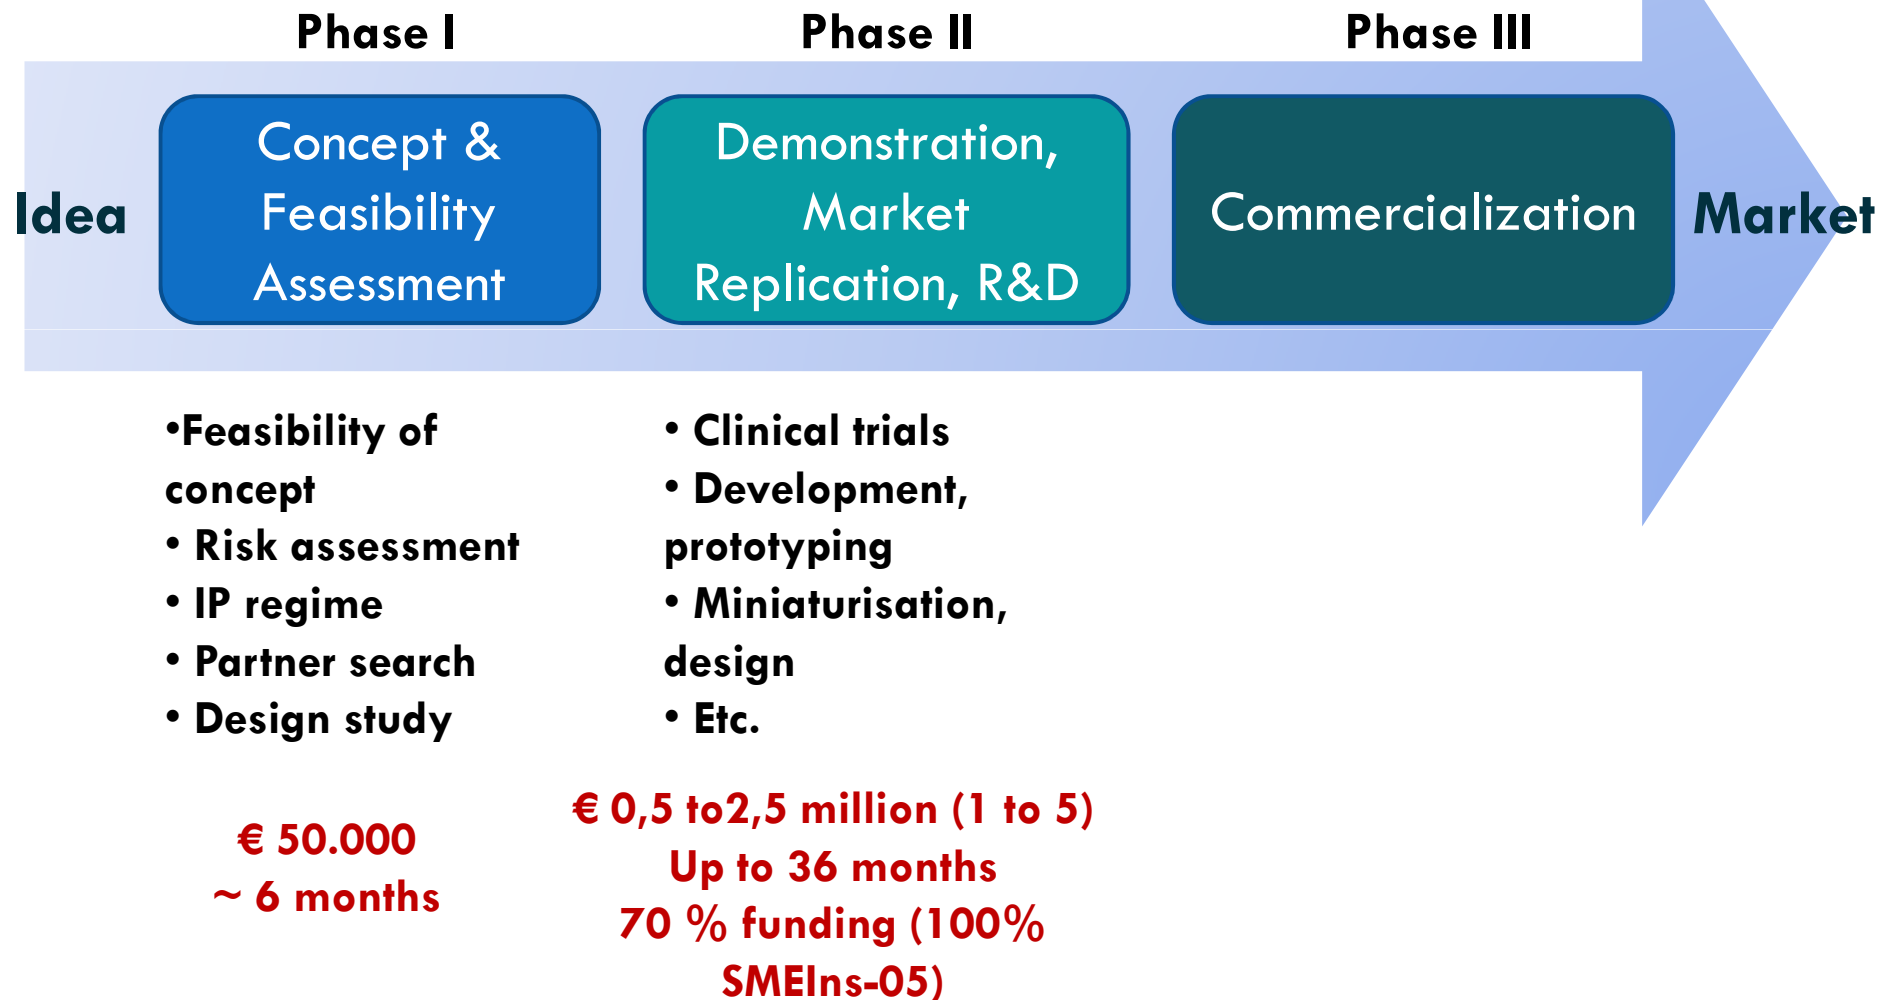 Phase I
Phase II
Phase III
Idea
Concept &
Feasibility
Assessment
Demonstration,
Market
Replication, R&D
Commercialization
Market
•Feasibility of
concept
• Risk assessment
• IP regime
• Partner search
• Design study
• Clinical trials
• Development,
prototyping
• Miniaturisation,
design
• Etc.
€ 50.000
~ 6 months
€ 0,5 to2,5 million (1 to 5)
Up to 36 months
70 % funding (100%
SMEIns-05)